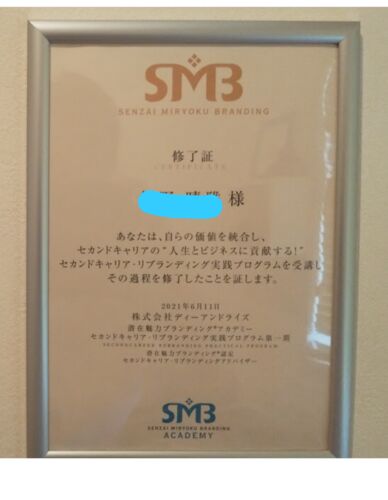 SMB
SENZAI MIRYOKU BRANDING
修了証
CERTIFICATE
様
あなたは、自らの価値を統合し、
セカンドキャリアの"人生とビジネスに貢献する！"
セカンドキャリア・リブランディング実践プログラムを受講し
その過程を修了したことを証します。
2021年6月11日
株式会社ディーアンドライズ
潜在魅力ブランディング®アカデミー
セカンドキャリア・リブランディング実践プログラム第一期
SECONDCAREER REBRANDING PRACTICAL PROGRAM
潜在魅力ブランディング®認定
セカンドキャリア・リブランディングアドバイザー
SMB
SENZAI MIRYOKU BRANDING
ACADEMY